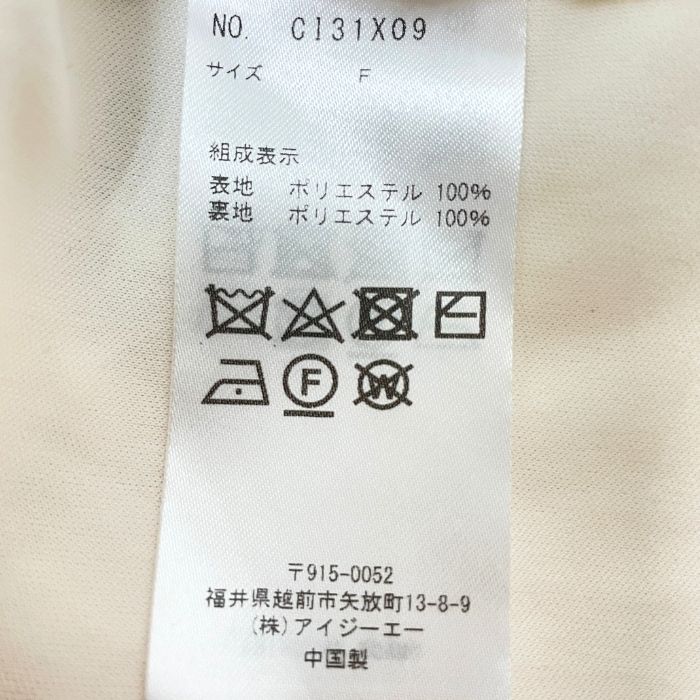 NO. CI31X09
サイズ F
組成表示
表地 ポリエステル 100%
裏地 ポリエステル 100%
F
W
〒915-0052
福井県越前市矢放町13-8-9
(株)アイジーエー
中国製